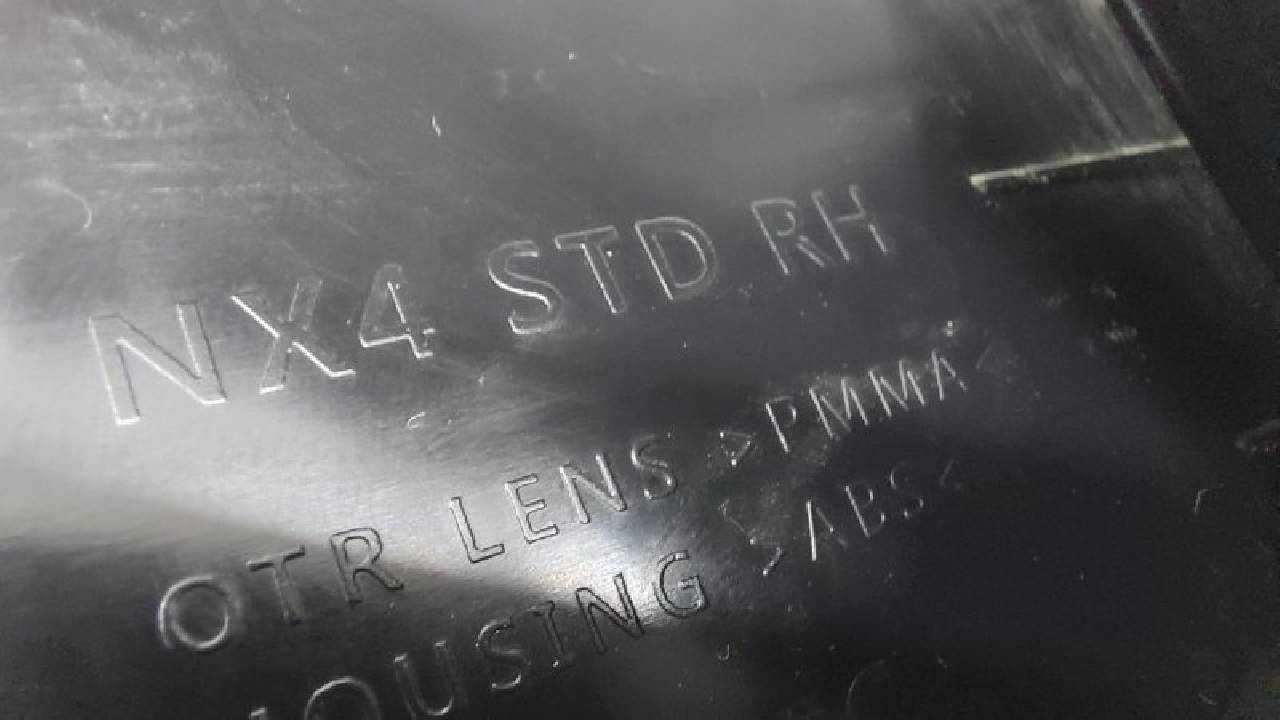 NX4 STD RH
OTR LENS >PMMA<
HOUSING >ABS<